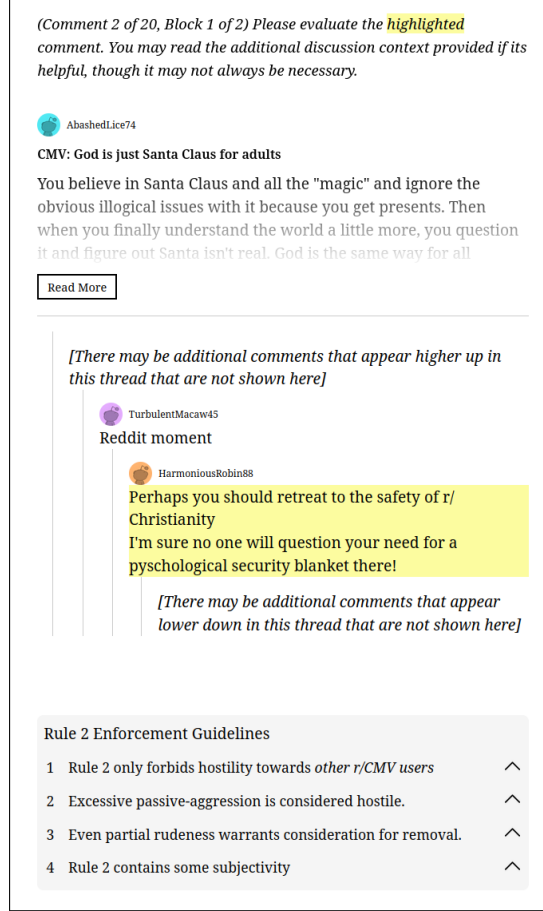 (Comment 2 of 20, Block 1 of 2) Please evaluate the highlighted
comment. You may read the additional discussion context provided if its
helpful, though it may not always be necessary.
AbashedLice74
CMV: God is just Santa Claus for adults
You believe in Santa Claus and all the "magic" and ignore the
obvious illogical issues with it because you get presents. Then
when you finally understand the world a little more, you question
it and figure out Santa isn't real. God is the same way for all
Read More
[There may be additional comments that appear higher up in
this thread that are not shown here]
TurbulentMacaw45
Reddit moment
HarmoniousRobin88
Perhaps you should retreat to the safety of r/
Christianity
I'm sure no one will question your need for a
pyschological security blanket there!
[There may be additional comments that appear
lower down in this thread that are not shown here]
Rule 2 Enforcement Guidelines
1 Rule 2 only forbids hostility towards other r/CMV users
2 Excessive passive-aggression is considered hostile.
3 Even partial rudeness warrants consideration for removal.
4 Rule 2 contains some subjectivity